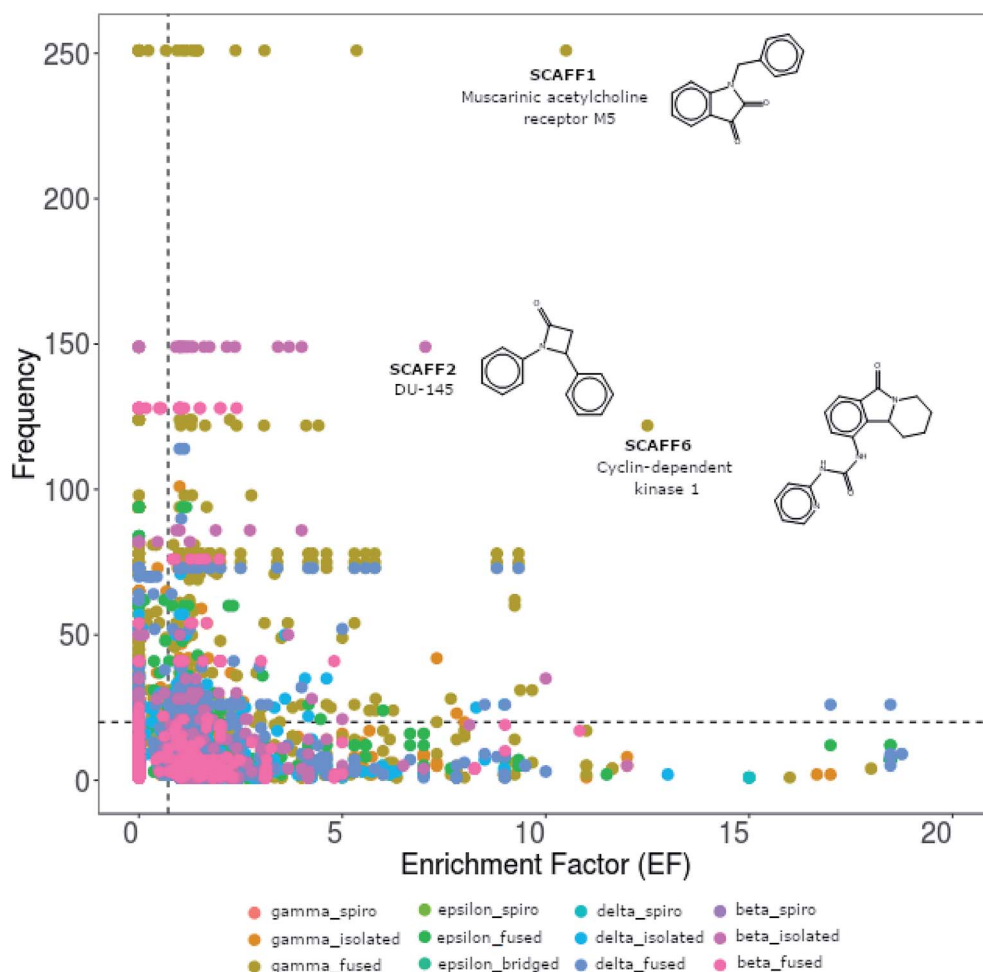 250
SCAFF1
Muscarinic acetylcholine
receptor M5
N
O
O
200
Frequency
150
O
N
SCAFF2
DU-145
O
N
SCAFF6
Cyclin-dependent
kinase 1
H
N
NH
O
N
100
50
0
0 5 10 15 20
Enrichment Factor (EF)
gamma_spiro epsilon_spiro delta_spiro beta_spiro
gamma_isolated epsilon_fused delta_isolated beta_isolated
gamma_fused epsilon_bridged delta_fused beta_fused